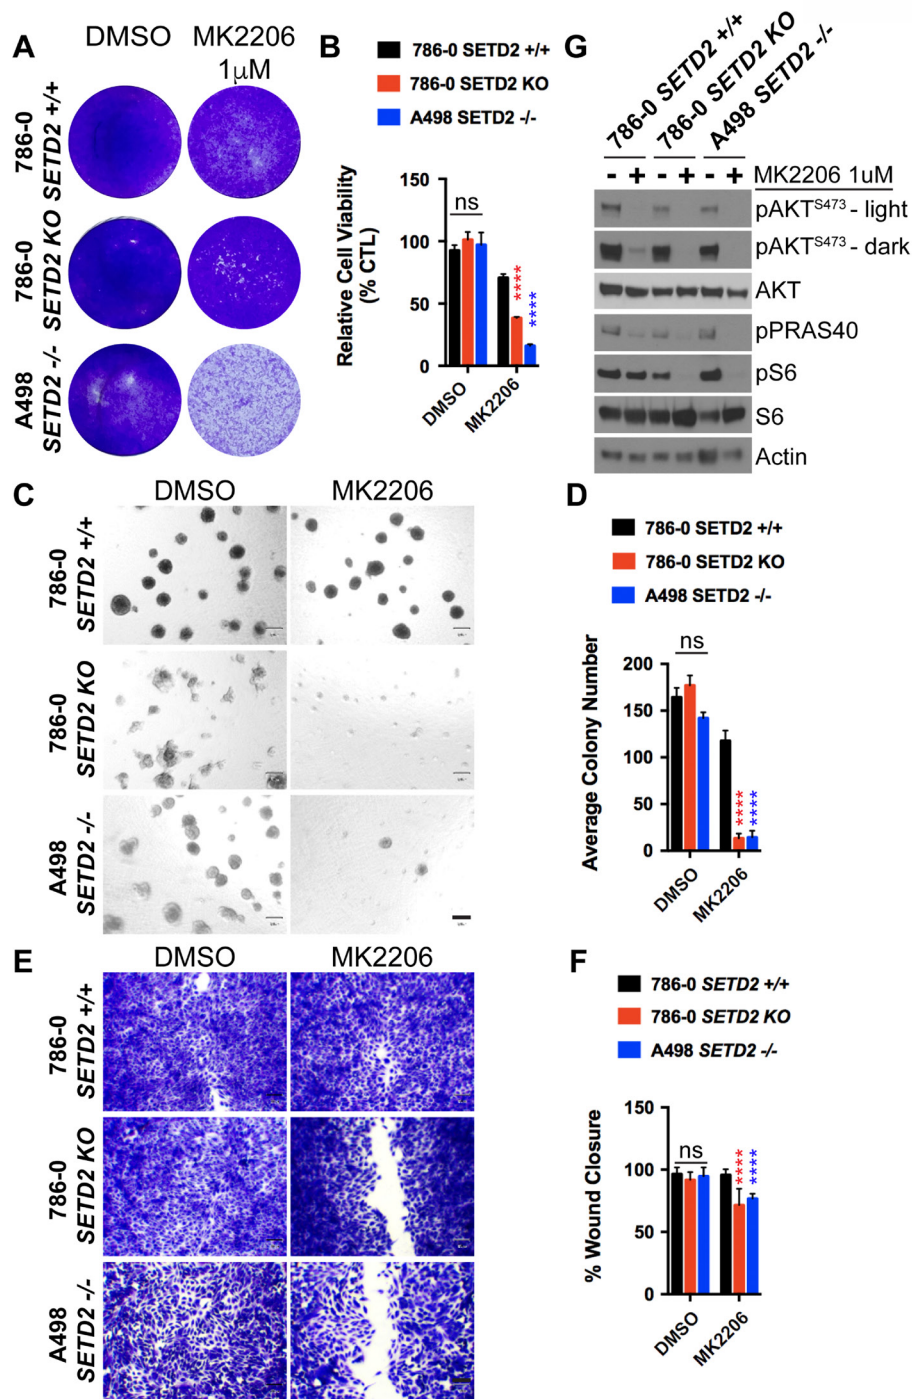 A
DMSO
MK2206
1μM
786-0
SETD2 +/+
786-0
SETD2 KO
A498
SETD2 -/-
B
786-0 SETD2 +/+
786-0 SETD2 KO
A498 SETD2 -/-
Relative Cell Viability
(% CTL)
150
100
50
0
ns
****
****
DMSO
MK2206
G
786-0 SETD2 +/+
786-0 SETD2 KO
A498 SETD2 -/-
- + - + - +
MK2206 1uM
pAKTS473 - light
pAKTS473 - dark
AKT
pPRAS40
pS6
S6
Actin
C
DMSO
MK2206
786-0
SETD2 +/+
786-0
SETD2 KO
A498
SETD2 -/-
D
786-0 SETD2 +/+
786-0 SETD2 KO
A498 SETD2 -/-
Average Colony Number
200
150
100
50
0
ns
****
****
DMSO
MK2206
E
DMSO
MK2206
786-0
SETD2 +/+
786-0
SETD2 KO
A498
SETD2 -/-
F
786-0 SETD2 +/+
786-0 SETD2 KO
A498 SETD2 -/-
% Wound Closure
150
100
50
0
ns
****
****
DMSO
MK2206